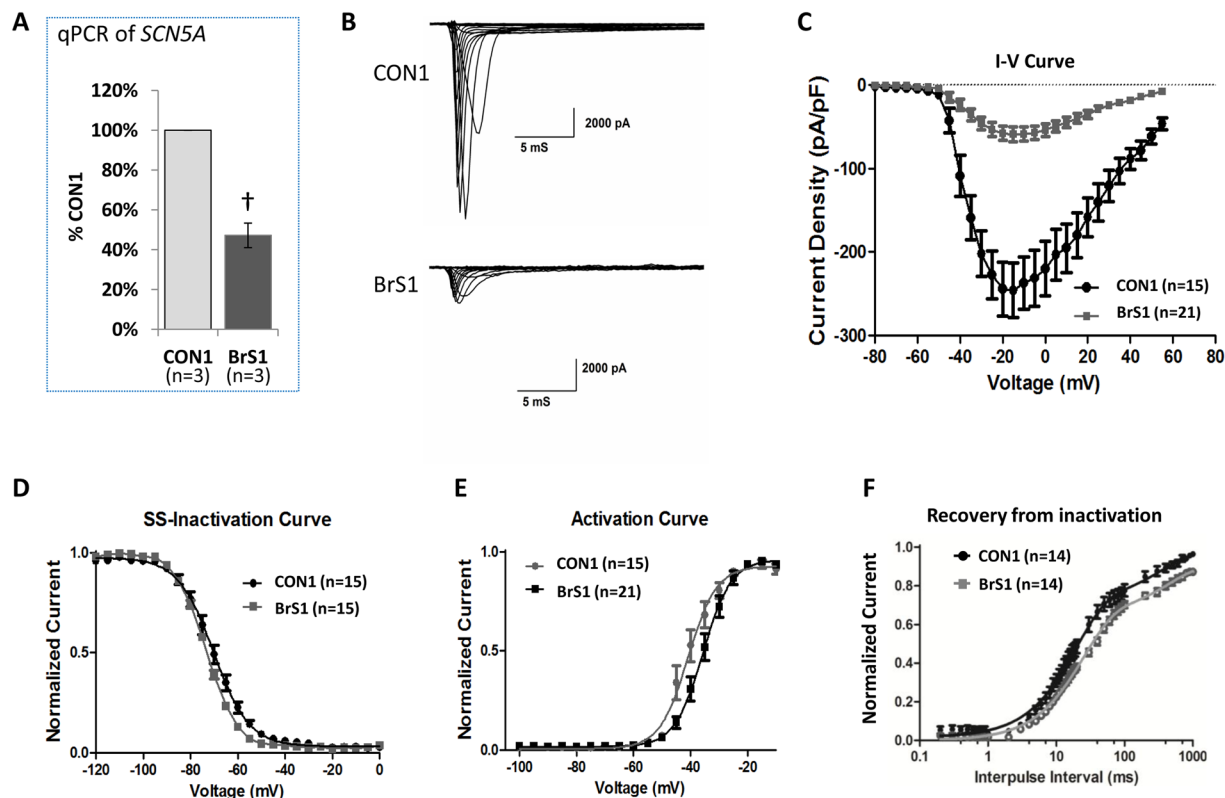 A
qPCR of SCN5A
120%
100%
80%
60%
40%
20%
0%
% CON1
†
CON1 BrS1
(n=3) (n=3)
B
CON1
2000 pA
5 mS
BrS1
2000 pA
5 mS
C
I-V Curve
0
-100
-200
-300
Current Density (pA/pF)
CON1 (n=15)
BrS1 (n=21)
-80 -60 -40 -20 0 20 40 60 80
Voltage (mV)
D
SS-Inactivation Curve
1.0
0.5
0.0
Normalized Current
CON1 (n=15)
BrS1 (n=15)
-120 -100 -80 -60 -40 -20 0
Voltage (mV)
E
Activation Curve
1.0
0.5
0.0
Normalized Current
CON1 (n=15)
BrS1 (n=21)
-100 -80 -60 -40 -20
Voltage (mV)
F
Recovery from inactivation
1.0
0.8
0.6
0.4
0.2
0.0
Normalized Current
CON1 (n=14)
BrS1 (n=14)
0.1 1 10 100 1000
Interpulse Interval (ms)